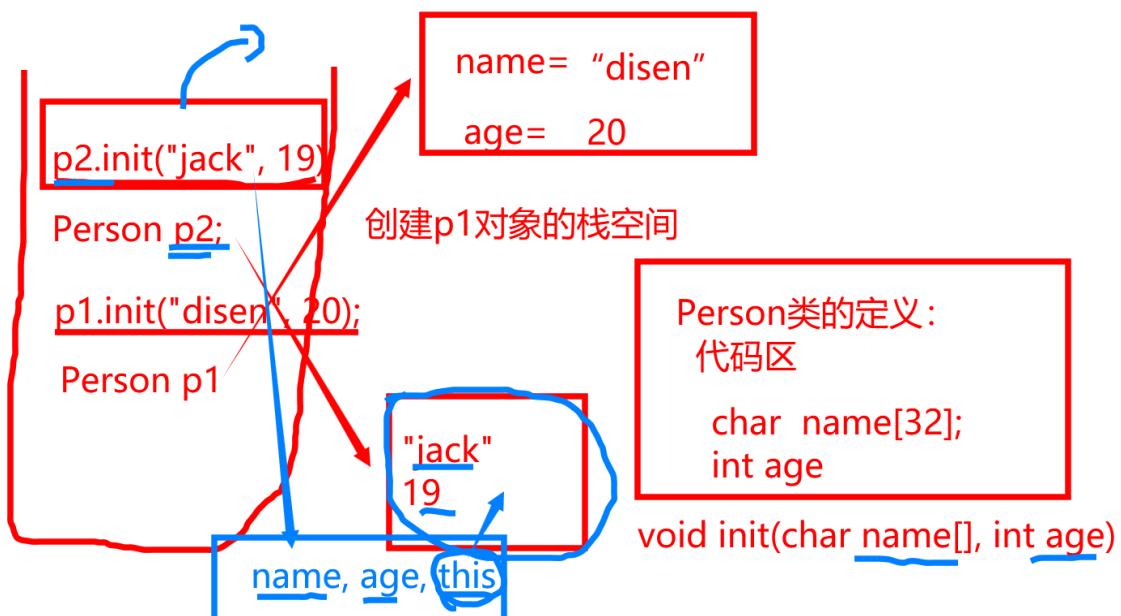 name= “disen”
age= 20
p2.init("jack", 19)
Person p2;
创建p1对象的栈空间
p1.init("disen", 20);
Person p1
Person类的定义：
代码区
char name[32];
int age
"jack"
19
void init(char name[], int age)
name, age, this